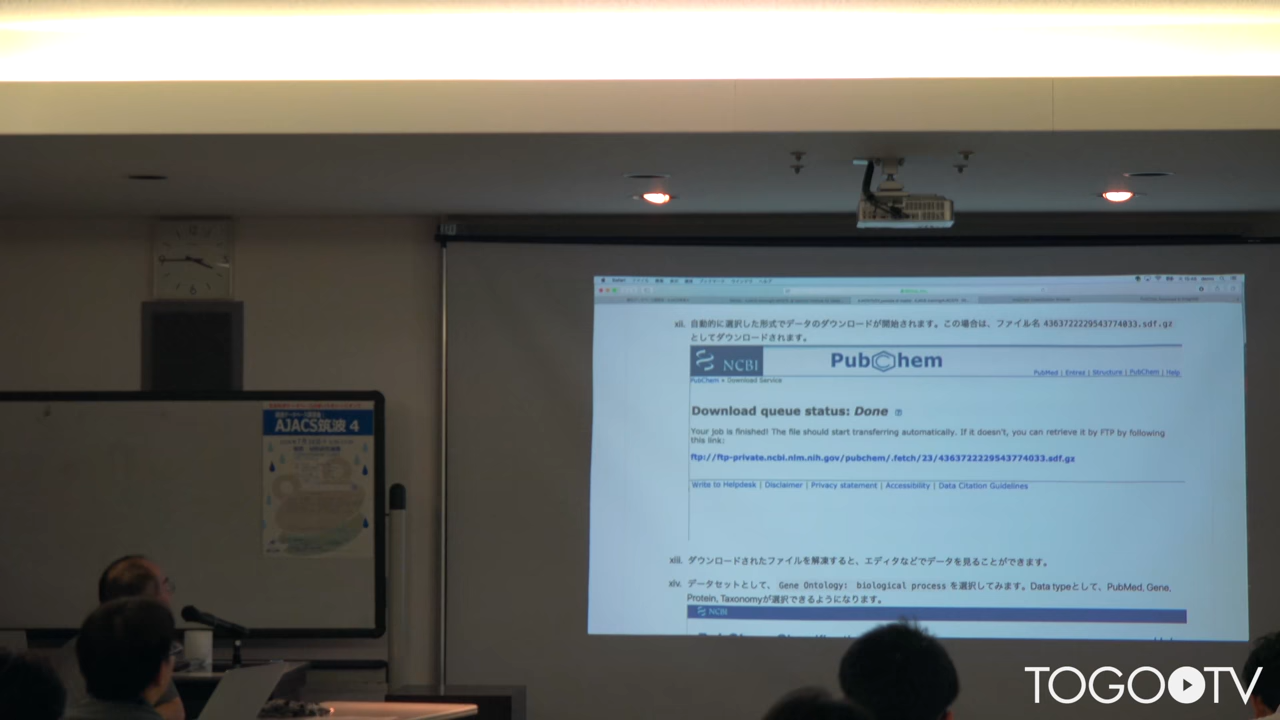 xii. 自動的に選択した形式でデータのダウンロードが開始されます。この場合は、ファイル名 4363722229543774033.sdf.gz
としてダウンロードされます。
NCBI
PubChem
PubMed | Entrez | Structure | PubChem | Help
PubChem » Download Service
Download queue status: Done
Your job is finished! The file should start transferring automatically. If it doesn't, you can retrieve it by FTP by following
this link:
ftp://ftp-private.ncbi.nlm.nih.gov/pubchem/.fetch/23/4363722229543774033.sdf.gz
Write to Helpdesk | Disclaimer | Privacy statement | Accessibility | Data Citation Guidelines
xiii. ダウンロードされたファイルを解凍すると、エディタなどでデータを見ることができます。
xiv. データセットとして、 Gene Ontology: biological process を選択してみます。Data typeとして、PubMed, Gene,
Protein, Taxonomyが選択できるようになります。
NCBI
AJACS筑波4
TOGOTV